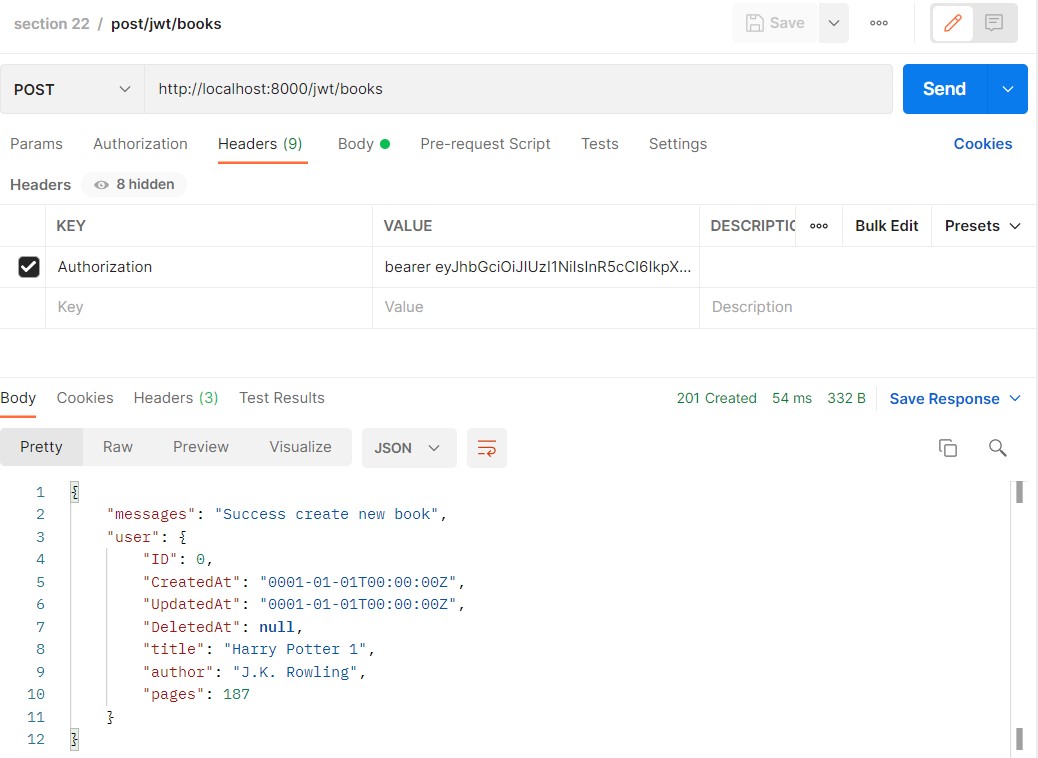 section 22 / post/jwt/books
Save
POST
http://localhost:8000/jwt/books
Send
Params Authorization Headers (9) Body Pre-request Script Tests Settings Cookies
Headers 8 hidden
KEY VALUE DESCRIPTIO Bulk Edit Presets
Authorization bearer eyJhbGciOiJIUzI1NiIsInR5cCI6IkpX...
Key Value Description
Body Cookies Headers (3) Test Results 201 Created 54 ms 332 B Save Response
Pretty Raw Preview Visualize JSON
1 {
2 "messages": "Success create new book",
3 "user": {
4 "ID": 0,
5 "CreatedAt": "0001-01-01T00:00:00Z",
6 "UpdatedAt": "0001-01-01T00:00:00Z",
7 "DeletedAt": null,
8 "title": "Harry Potter 1",
9 "author": "J.K. Rowling",
10 "pages": 187
11 }
12 }